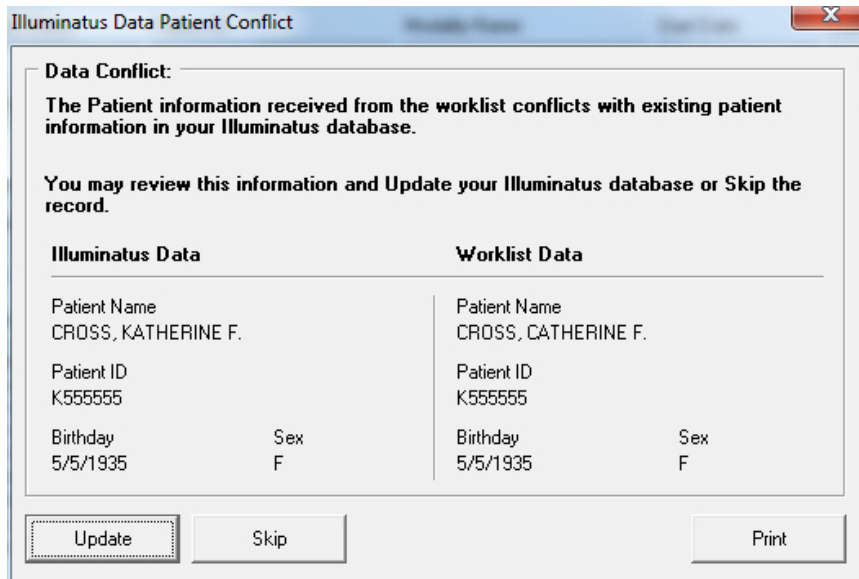 Illuminatus Data Patient Conflict
Data Conflict:
The Patient information received from the worklist conflicts with existing patient
information in your Illuminatus database.
You may review this information and Update your Illuminatus database or Skip the
record.
Illuminatus Data Worklist Data
Patient Name Patient Name
CROSS, KATHERINE F. CROSS, CATHERINE F.
Patient ID Patient ID
K555555 K555555
Birthday Sex Birthday Sex
5/5/1935 F 5/5/1935 F
Update Skip Print